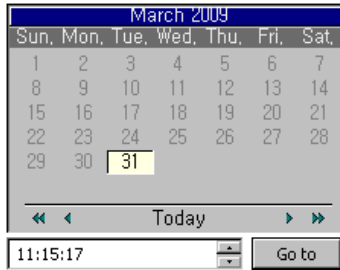 March 2009
Sun, Mon, Tue, Wed, Thu, Fri, Sat,
1 2 3 4 5 6 7
8 9 10 11 12 13 14
15 16 17 18 19 20 21
22 23 24 25 26 27 28
29 30 31
Today
11:15:17 Go to